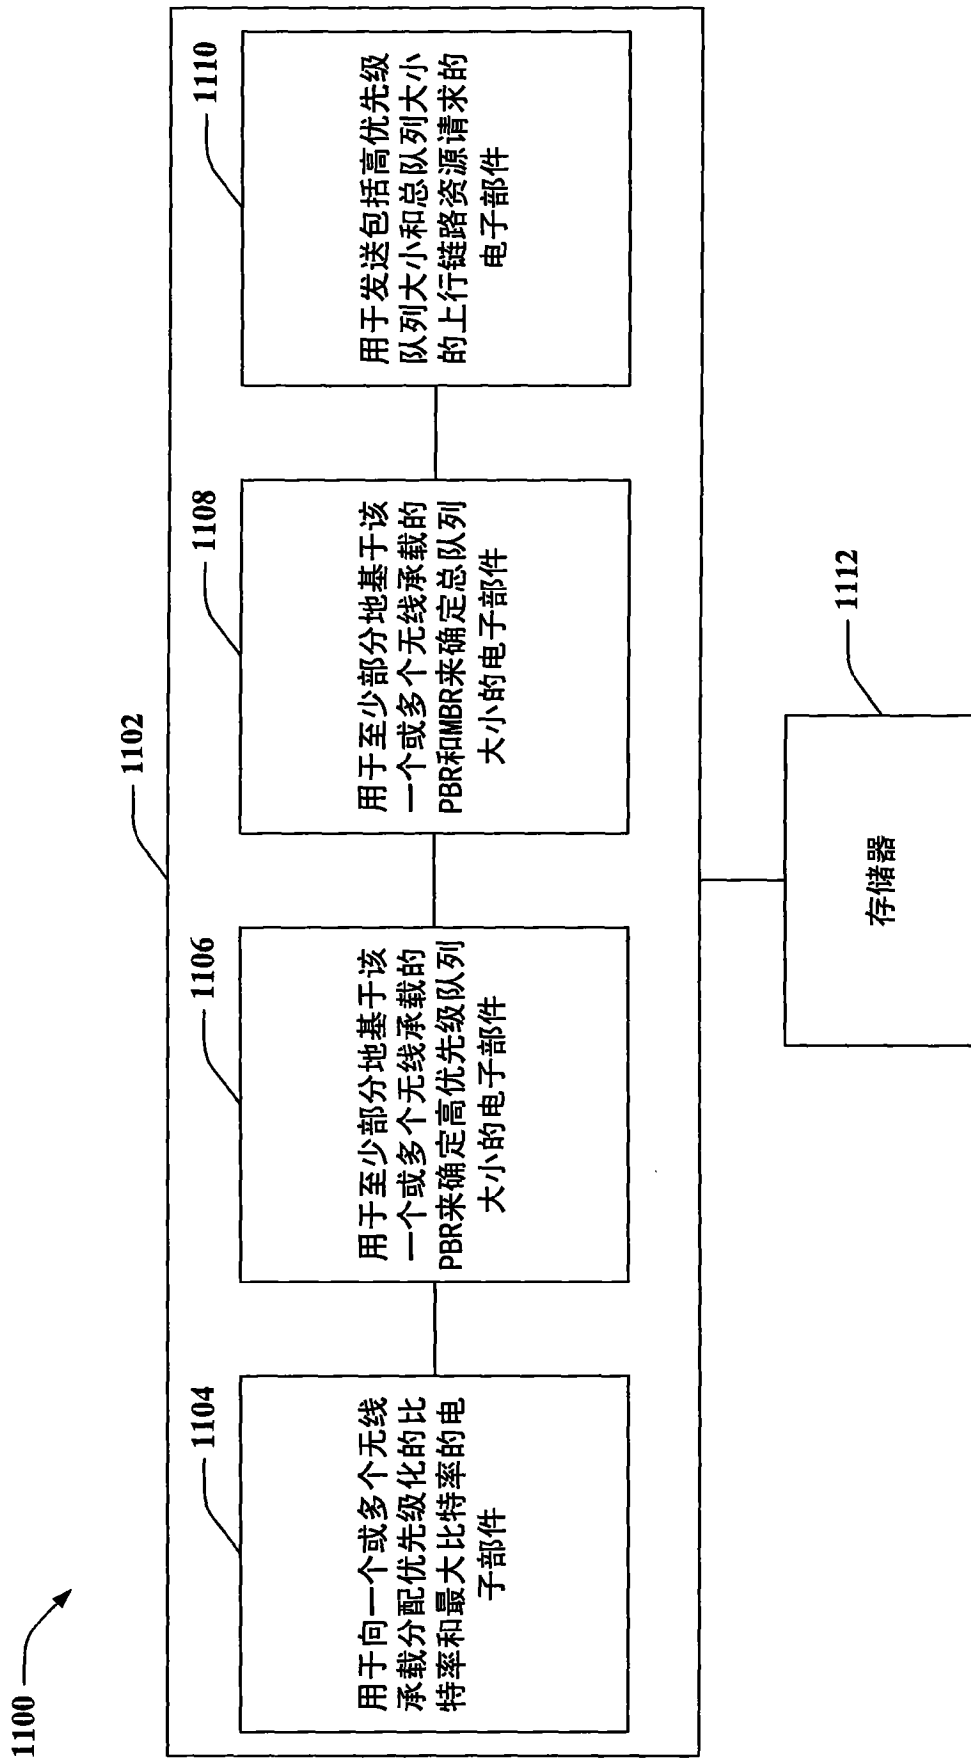 1100
1102
1104
用于向一个或多个无线
承载分配优先级化的比
特率和最大比特率的电
子部件
1106
用于至少部分地基于该
一个或多个无线承载的
PBR来确定高优先级队列
大小的电子部件
1108
用于至少部分地基于该
一个或多个无线承载的
PBR和MBR来确定总队列
大小的电子部件
1110
用于发送包括高优先级
队列大小和总队列大小
的上行链路资源请求的
电子部件
1112
存储器